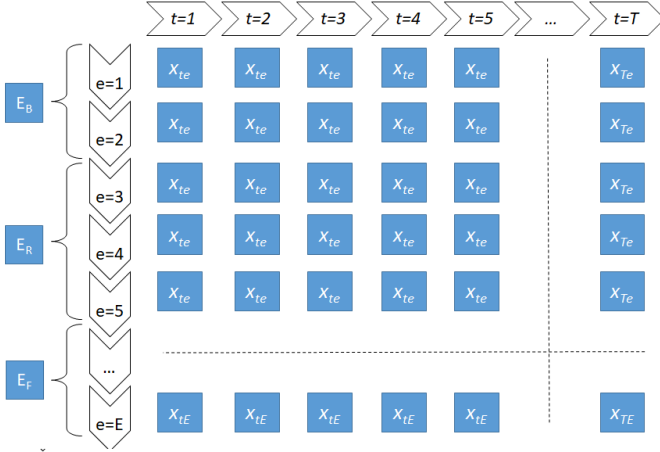 t=1 t=2 t=3 t=4 t=5 ... t=T
e=1 x_te x_te x_te x_te x_te x_Te
E_B
e=2 x_te x_te x_te x_te x_te x_Te
e=3 x_te x_te x_te x_te x_te x_Te
E_R e=4 x_te x_te x_te x_te x_te x_Te
e=5 x_te x_te x_te x_te x_te x_Te
E_F ...
e=E x_tE x_tE x_tE x_tE x_tE x_TE